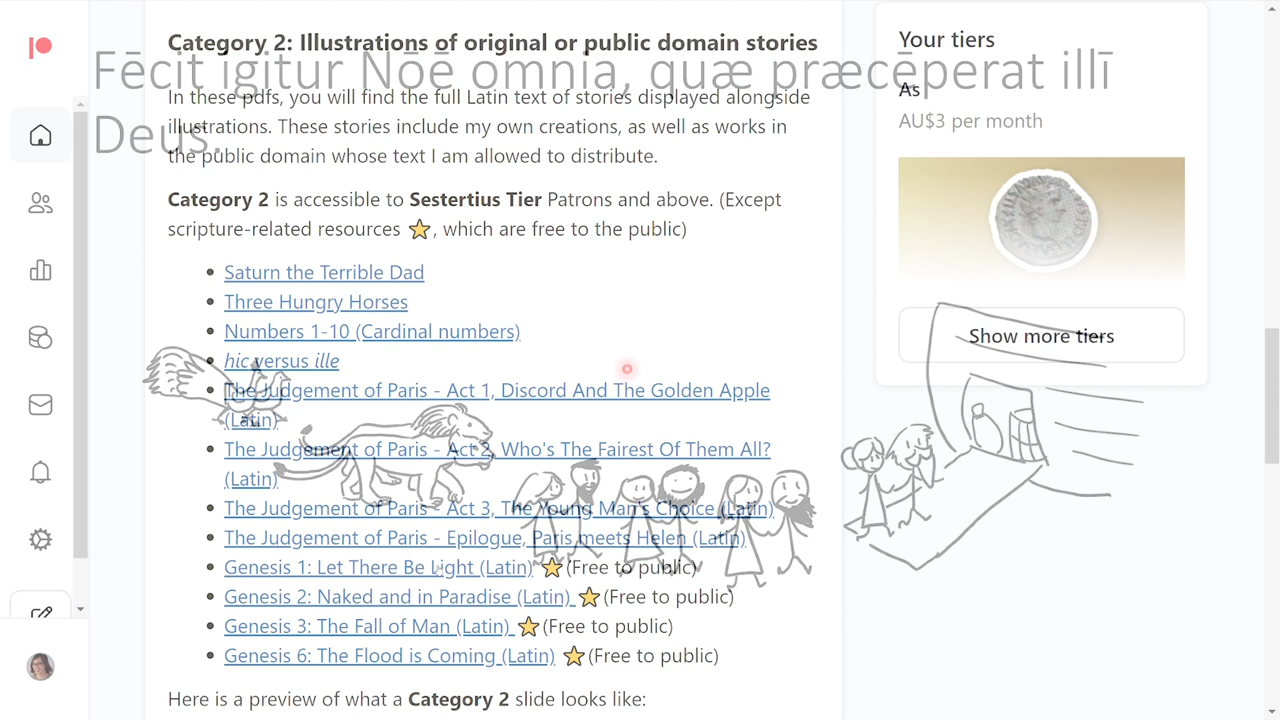 Category 2: Illustrations of original or public domain stories
Fēcit igitur Nōē omnia, quæ præcēperat illī
Deus.
In these pdfs, you will find the full Latin text of stories displayed alongside
illustrations. These stories include my own creations, as well as works in
the public domain whose text I am allowed to distribute.
Category 2 is accessible to Sestertius Tier Patrons and above. (Except
scripture-related resources ⭐, which are free to the public)
• Saturn the Terrible Dad
• Three Hungry Horses
• Numbers 1-10 (Cardinal numbers)
• hic versus ille
• The Judgement of Paris - Act 1, Discord And The Golden Apple
(Latin)
• The Judgement of Paris - Act 2, Who's The Fairest Of Them All?
(Latin)
• The Judgement of Paris - Act 3, The Young Man's Choice (Latin)
• The Judgement of Paris - Epilogue, Paris meets Helen (Latin)
• Genesis 1: Let There Be Light (Latin) ⭐ (Free to public)
• Genesis 2: Naked and in Paradise (Latin) ⭐ (Free to public)
• Genesis 3: The Fall of Man (Latin) ⭐ (Free to public)
• Genesis 6: The Flood is Coming (Latin) ⭐ (Free to public)
Here is a preview of what a Category 2 slide looks like:
Your tiers
As
AU$3 per month
Show more tiers